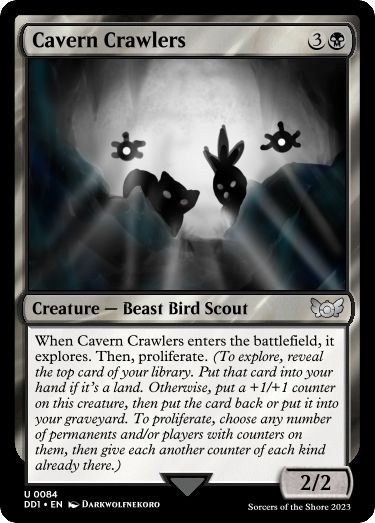 Cavern Crawlers 3
Creature — Beast Bird Scout
When Cavern Crawlers enters the battlefield, it
explores. Then, proliferate. (To explore, reveal
the top card of your library. Put that card into your
hand if it's a land. Otherwise, put a +1/+1 counter
on this creature, then put the card back or put it into
your graveyard. To proliferate, choose any number
of permanents and/or players with counters on
them, then give each another counter of each kind
already there.)
2/2
U 0084
DD1 • EN Darkwolfnekoro
Sorcers of the Shore 2023